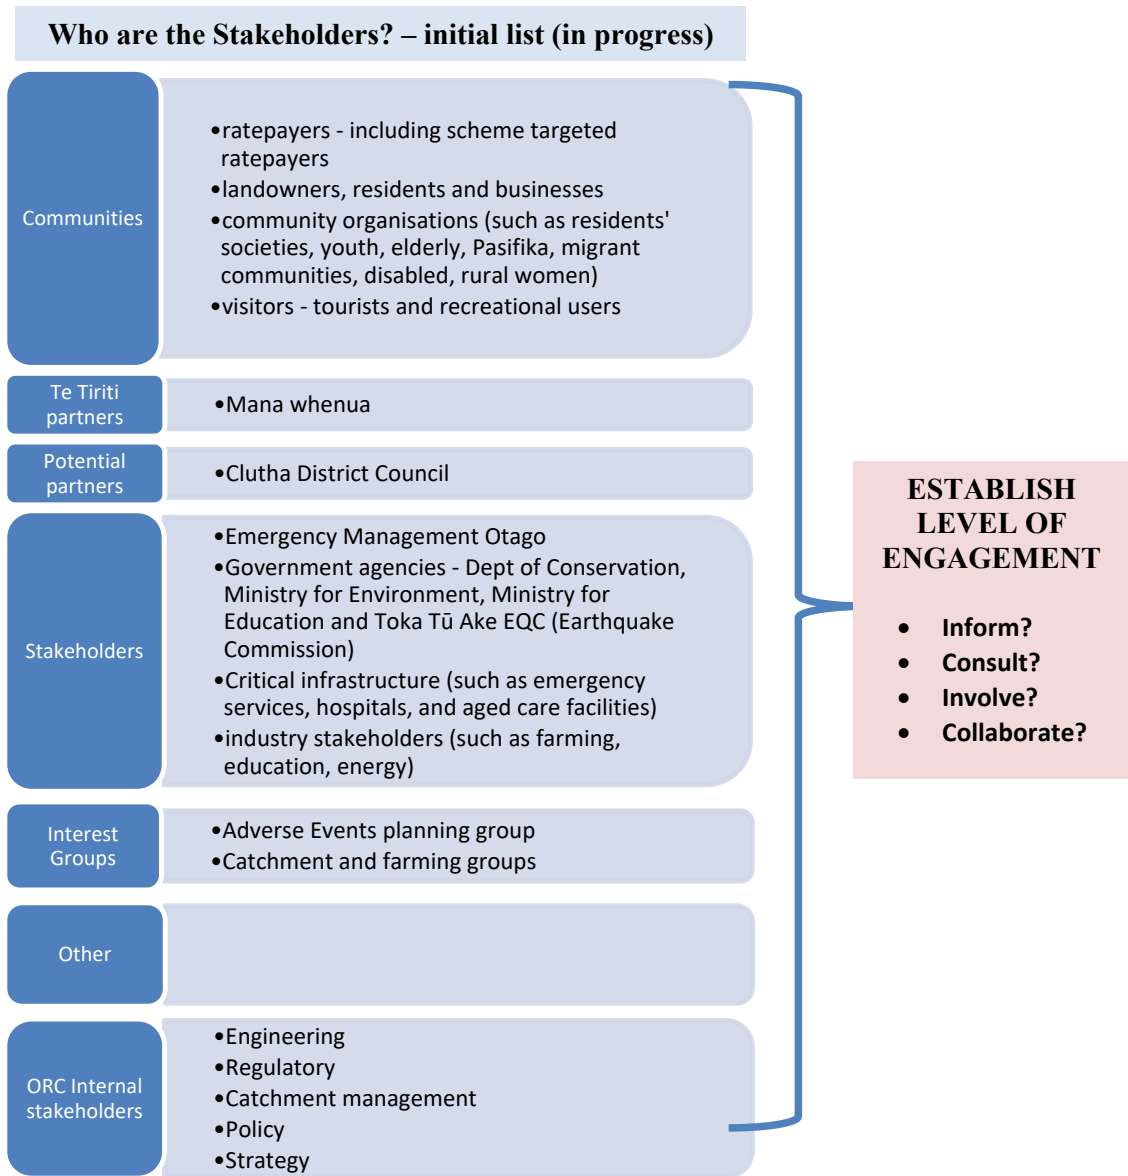 Who are the Stakeholders? – initial list (in progress)
Communities
•ratepayers - including scheme targeted
ratepayers
•landowners, residents and businesses
•community organisations (such as residents'
societies, youth, elderly, Pasifika, migrant
communities, disabled, rural women)
•visitors - tourists and recreational users
Te Tiriti
partners
•Mana whenua
Potential
partners
•Clutha District Council
Stakeholders
•Emergency Management Otago
•Government agencies - Dept of Conservation,
Ministry for Environment, Ministry for
Education and Toka Tū Ake EQC (Earthquake
Commission)
•Critical infrastructure (such as emergency
services, hospitals, and aged care facilities)
•industry stakeholders (such as farming,
education, energy)
Interest
Groups
•Adverse Events planning group
•Catchment and farming groups
Other
ORC Internal
stakeholders
•Engineering
•Regulatory
•Catchment management
•Policy
•Strategy
ESTABLISH
LEVEL OF
ENGAGEMENT
• Inform?
• Consult?
• Involve?
• Collaborate?